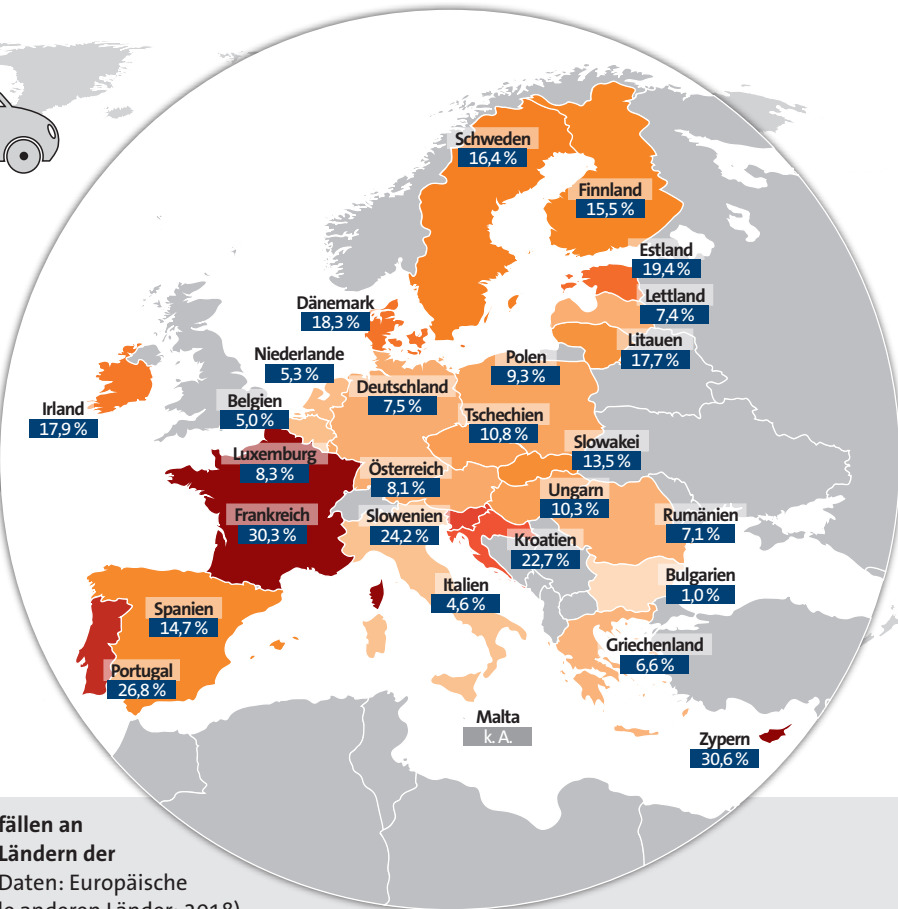 Schweden
16,4 %
Finnland
15,5 %
Estland
19,4 %
Lettland
7,4 %
Dänemark
18,3 %
Litauen
17,7 %
Niederlande
5,3 %
Polen
9,3 %
Deutschland
7,5 %
Belgien
5,0 %
Irland
17,9 %
Tschechien
10,8 %
Slowakei
13,5 %
Luxemburg
8,3 %
Österreich
8,1 %
Ungarn
10,3 %
Frankreich
30,3 %
Slowenien
24,2 %
Rumänien
7,1 %
Kroatien
22,7 %
Italien
4,6 %
Bulgarien
1,0 %
Spanien
14,7 %
Griechenland
6,6 %
Portugal
26,8 %
Malta
k. A.
Zypern
30,6 %
fällen an
Ländern der
Daten: Europäische
anderen Länder: 2018)